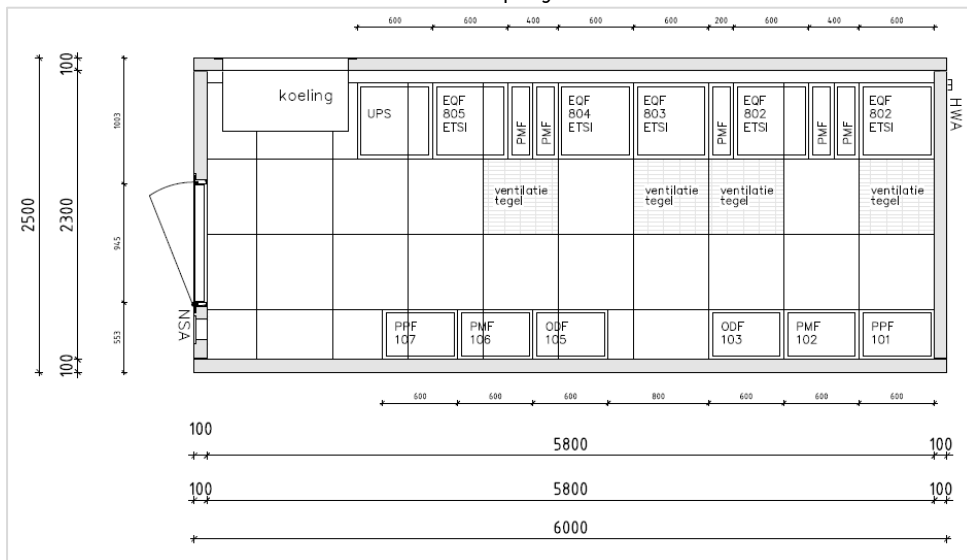 600 600 400 600 600 200 600 400 600
100
1003
945
553
2500
2300
100
koeling
UPS
EQF
805
ETSI
PMF
PMF
EQF
804
ETSI
EQF
803
ETSI
PMF
EQF
802
ETSI
PMF
PMF
EQF
802
ETSI
HWA
ventilatie
tegel
ventilatie
tegel
ventilatie
tegel
ventilatie
tegel
NSA
PPF
107
PMF
106
ODF
105
ODF
103
PMF
102
PPF
101
600 600 600 800 600 600 600
100 5800 100
100 5800 100
6000